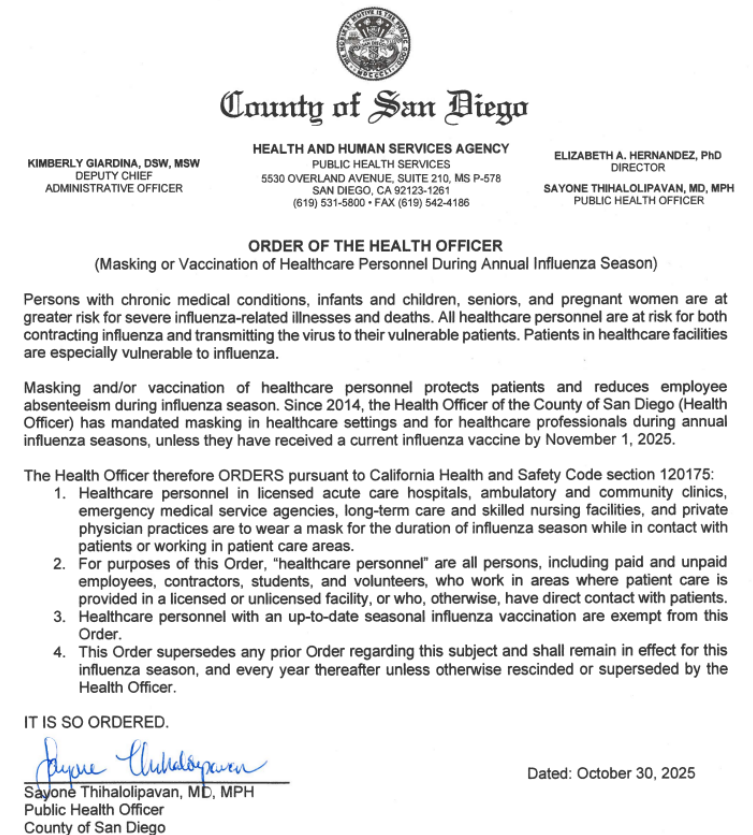 County of San Diego
KIMBERLY GIARDINA, DSW, MSW
DEPUTY CHIEF
ADMINISTRATIVE OFFICER
HEALTH AND HUMAN SERVICES AGENCY
PUBLIC HEALTH SERVICES
5530 OVERLAND AVENUE, SUITE 210, MS P-578
SAN DIEGO, CA 92123-1261
(619) 531-5800 • FAX (619) 542-4186
ELIZABETH A. HERNANDEZ, PhD
DIRECTOR
SAYONE THIHALOLIPAVAN, MD, MPH
PUBLIC HEALTH OFFICER
ORDER OF THE HEALTH OFFICER
(Masking or Vaccination of Healthcare Personnel During Annual Influenza Season)
Persons with chronic medical conditions, infants and children, seniors, and pregnant women are at
greater risk for severe influenza-related illnesses and deaths. All healthcare personnel are at risk for both
contracting influenza and transmitting the virus to their vulnerable patients. Patients in healthcare facilities
are especially vulnerable to influenza.
Masking and/or vaccination of healthcare personnel protects patients and reduces employee
absenteeism during influenza season. Since 2014, the Health Officer of the County of San Diego (Health
Officer) has mandated masking in healthcare settings and for healthcare professionals during annual
influenza seasons, unless they have received a current influenza vaccine by November 1, 2025.
The Health Officer therefore ORDERS pursuant to California Health and Safety Code section 120175:
1. Healthcare personnel in licensed acute care hospitals, ambulatory and community clinics,
emergency medical service agencies, long-term care and skilled nursing facilities, and private
physician practices are to wear a mask for the duration of influenza season while in contact with
patients or working in patient care areas.
2. For purposes of this Order, "healthcare personnel" are all persons, including paid and unpaid
employees, contractors, students, and volunteers, who work in areas where patient care is
provided in a licensed or unlicensed facility, or who, otherwise, have direct contact with patients.
3. Healthcare personnel with an up-to-date seasonal influenza vaccination are exempt from this
Order.
4. This Order supersedes any prior Order regarding this subject and shall remain in effect for this
influenza season, and every year thereafter unless otherwise rescinded or superseded by the
Health Officer.
IT IS SO ORDERED.
Sayone Thihalolipavan
Sayone Thihalolipavan, MD, MPH
Public Health Officer
County of San Diego
Dated: October 30, 2025